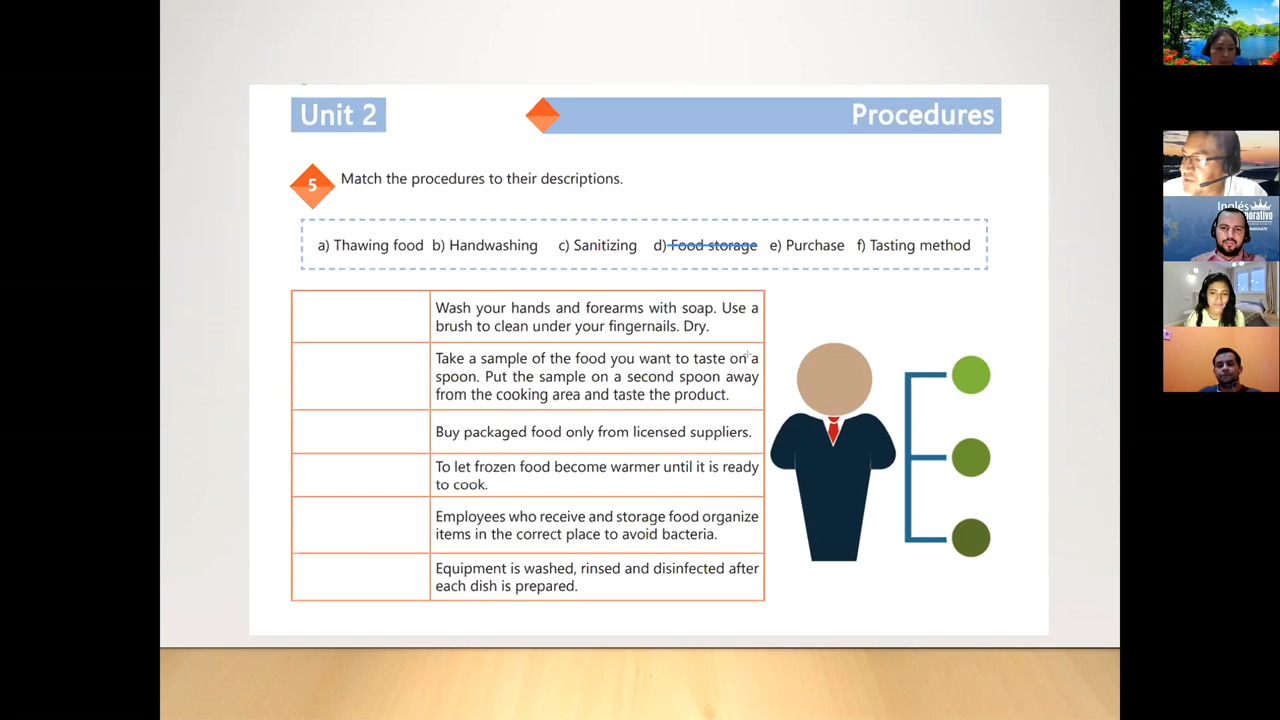 Unit 2
Procedures
5
Match the procedures to their descriptions.
a) Thawing food b) Handwashing c) Sanitizing d) Food storage e) Purchase f) Tasting method
Wash your hands and forearms with soap. Use a
brush to clean under your fingernails. Dry.
Take a sample of the food you want to taste on a
spoon. Put the sample on a second spoon away
from the cooking area and taste the product.
Buy packaged food only from licensed suppliers.
To let frozen food become warmer until it is ready
to cook.
Employees who receive and storage food organize
items in the correct place to avoid bacteria.
Equipment is washed, rinsed and disinfected after
each dish is prepared.
Inglés